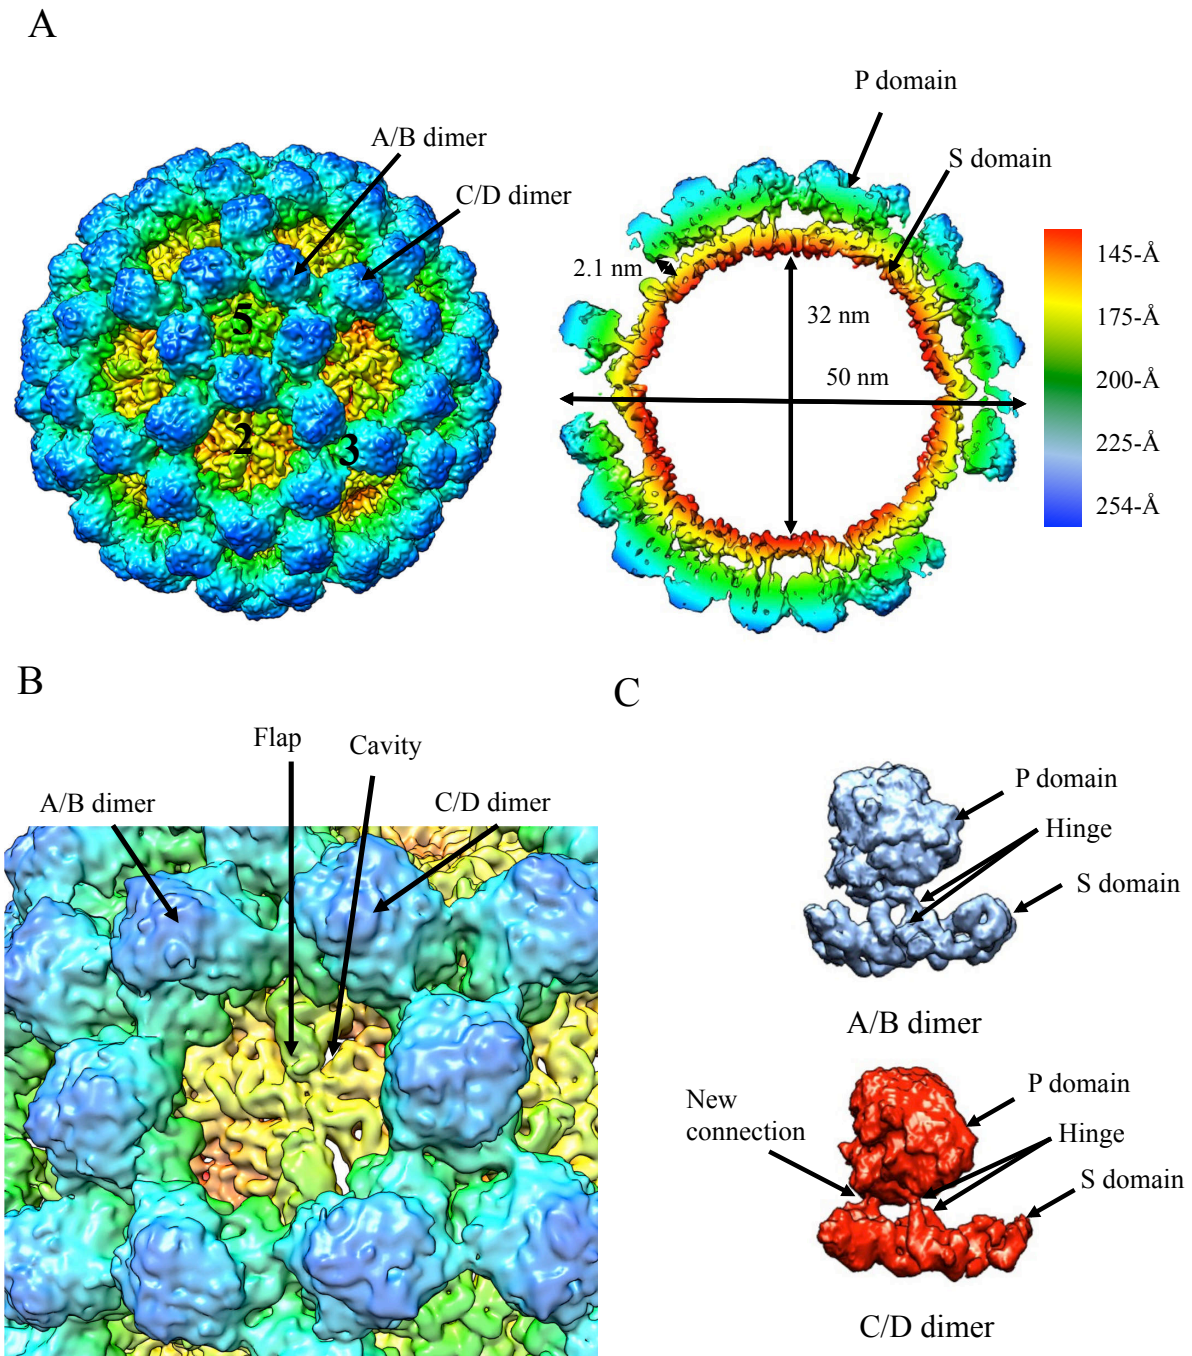 A
P domain
A/B dimer
S domain
C/D dimer
2.1 nm
32 nm
50 nm
5
2
3
145-Å
175-Å
200-Å
225-Å
254-Å
B
Flap
Cavity
A/B dimer
C/D dimer
C
P domain
Hinge
S domain
A/B dimer
New
connection
P domain
Hinge
S domain
C/D dimer